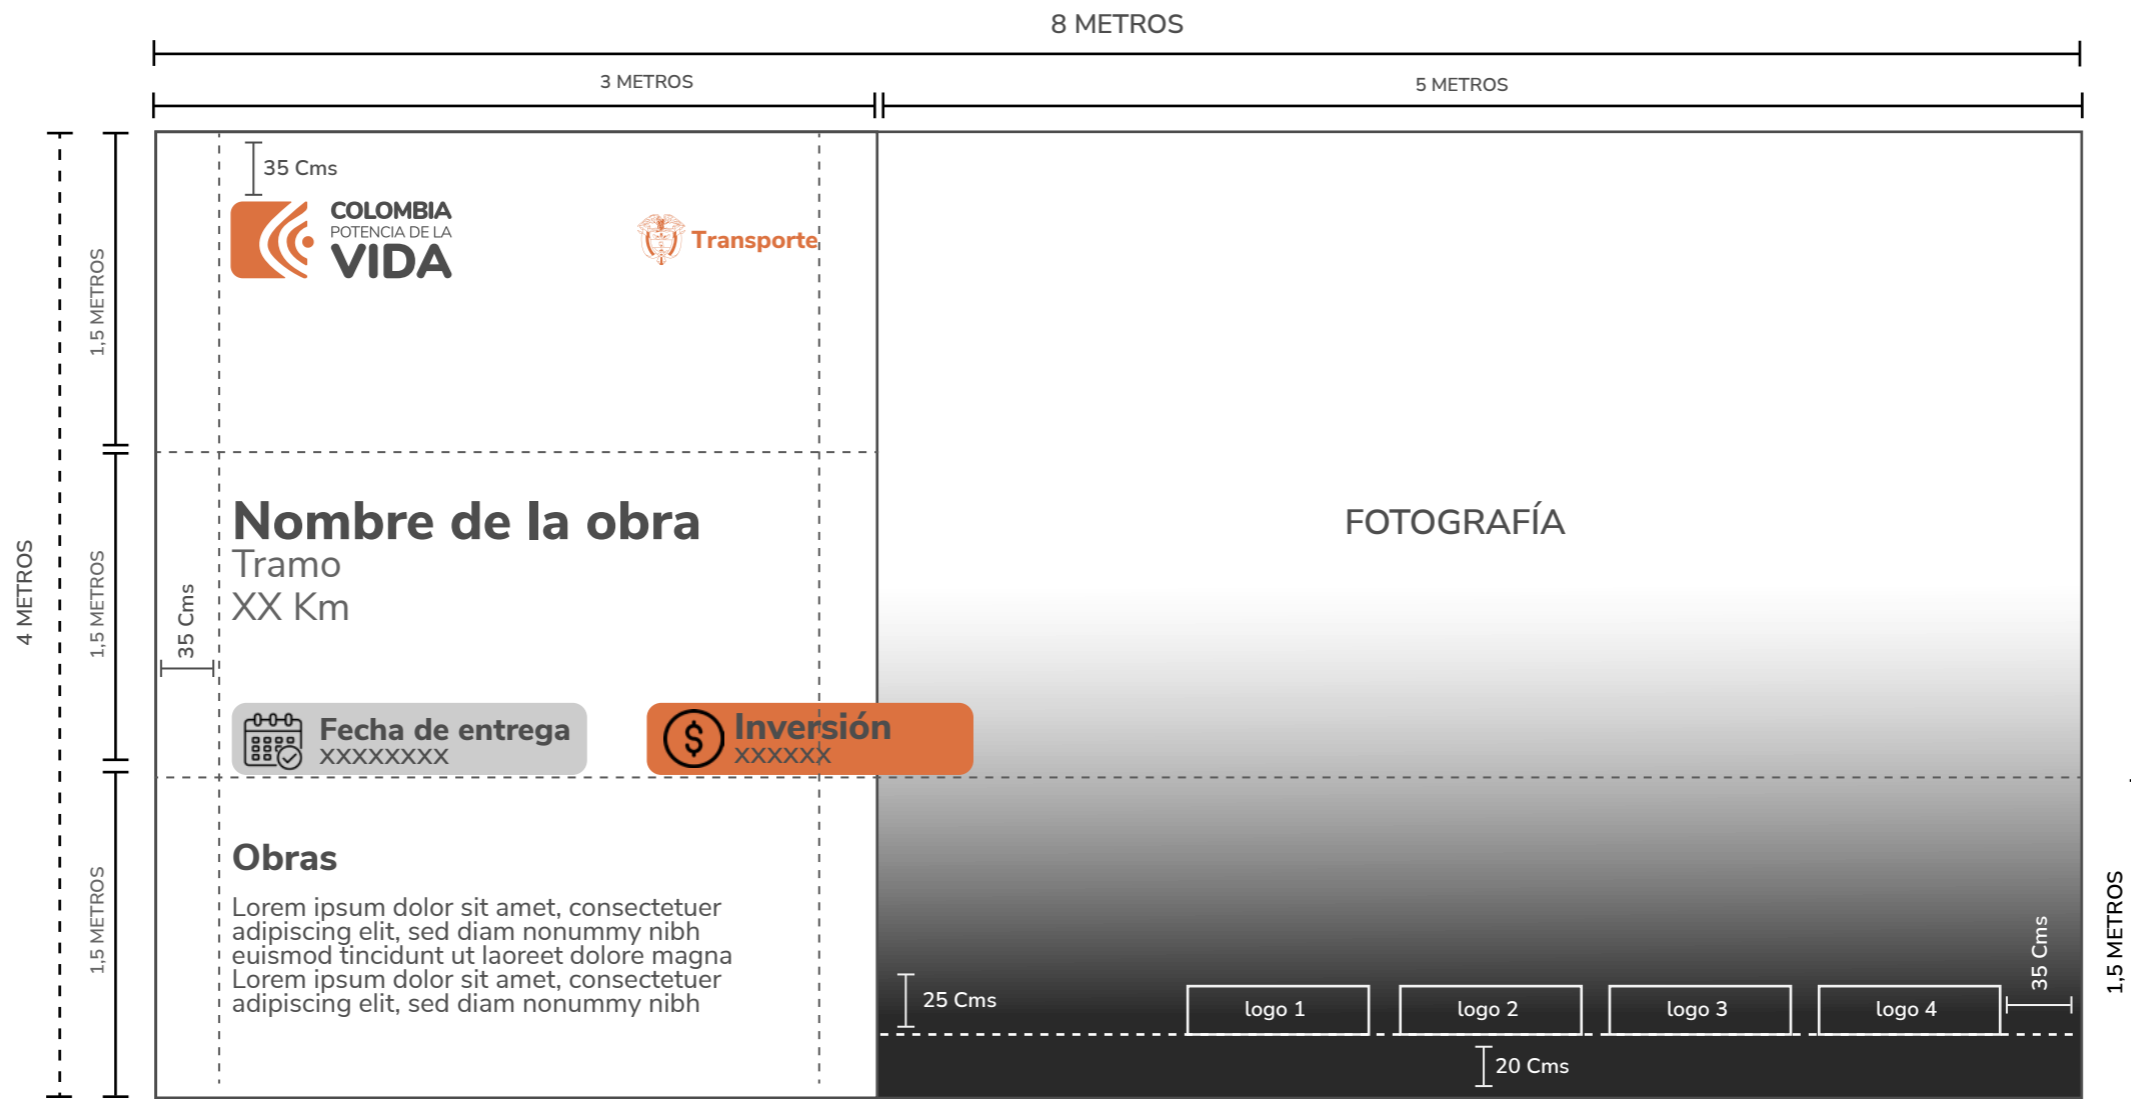 8 METROS
3 METROS
5 METROS
35 Cms
COLOMBIA
POTENCIA DE LA
VIDA
Transporte
1,5 METROS
4 METROS
1,5 METROS
35 Cms
Nombre de la obra
Tramo
XX Km
FOTOGRAFÍA
Fecha de entrega
XXXXXXXX
$
Inversión
XXXXXX
1,5 METROS
Obras
Lorem ipsum dolor sit amet, consectetuer
adipiscing elit, sed diam nonummy nibh
euismod tincidunt ut laoreet dolore magna
Lorem ipsum dolor sit amet, consectetuer
adipiscing elit, sed diam nonummy nibh
25 Cms
logo 1
logo 2
logo 3
logo 4
35 Cms
1,5 METROS
20 Cms